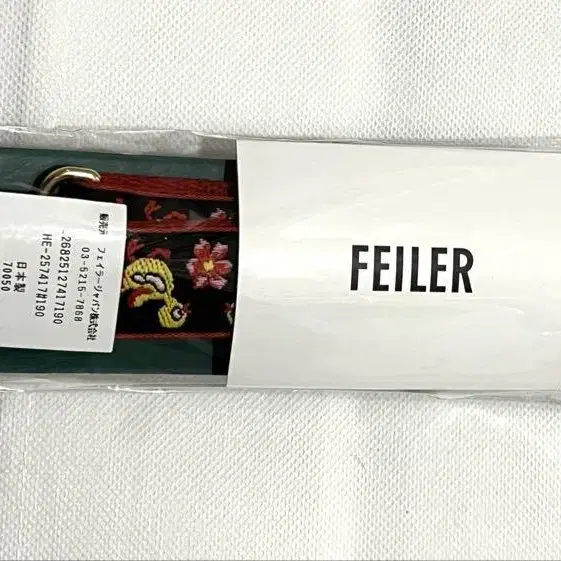 FEILER
販売元 フェイラージャパン株式会社
03-6215-7868
-26825127417190
HE-257417#190
日本製
70050